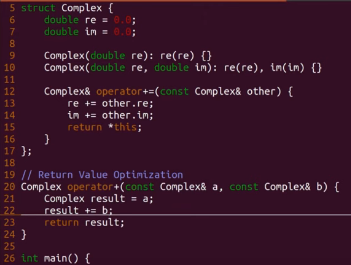 5 struct Complex {
6 double re = 0.0;
7 double im = 0.0;
8
9 Complex(double re): re(re) {}
10 Complex(double re, double im): re(re), im(im) {}
11
12 Complex& operator+=(const Complex& other) {
13 re += other.re;
14 im += other.im;
15 return *this;
16 }
17 };
18
19 // Return Value Optimization
20 Complex operator+(const Complex& a, const Complex& b) {
21 Complex result = a;
22 result += b;
23 return result;
24 }
25
26 int main() {